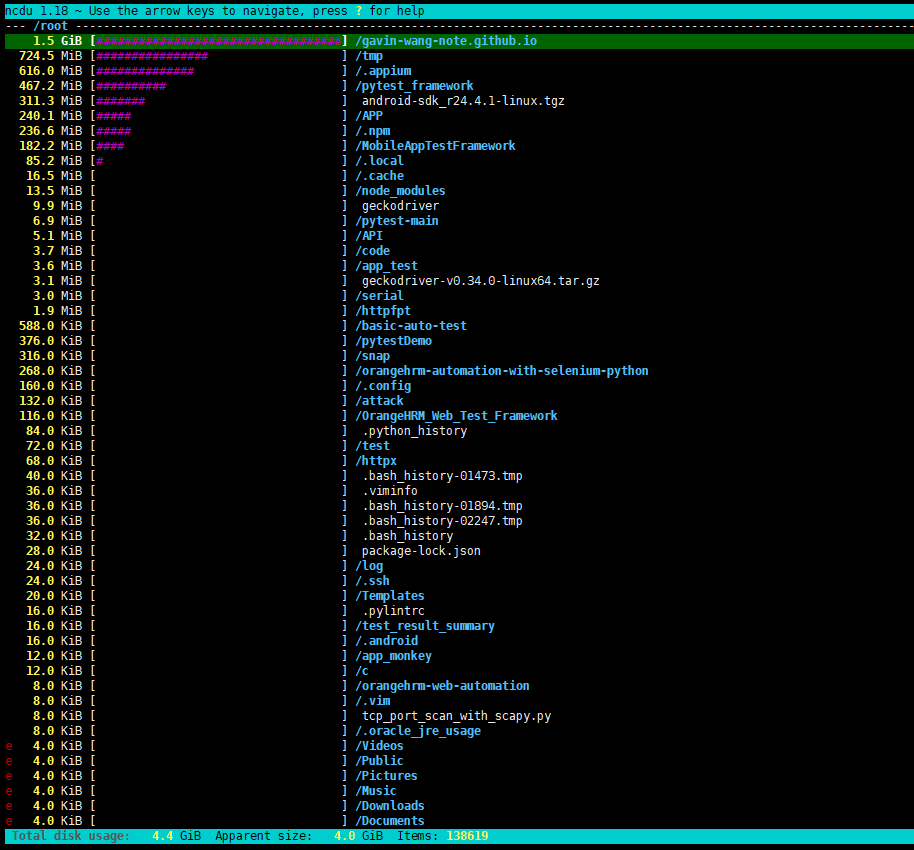 ncdu 1.18 ~ Use the arrow keys to navigate, press ? for help
--- /root ---
1.5 GiB [###################################] /gavin-wang-note.github.io
724.5 MiB [################ ] /tmp
616.0 MiB [############## ] /.appium
467.2 MiB [########## ] /pytest_framework
311.3 MiB [####### ] android-sdk_r24.4.1-linux.tgz
240.1 MiB [##### ] /APP
236.6 MiB [##### ] /.npm
182.2 MiB [#### ] /MobileAppTestFramework
85.2 MiB [# ] /.local
16.5 MiB [ ] /.cache
13.5 MiB [ ] /node_modules
9.9 MiB [ ] geckodriver
6.9 MiB [ ] /pytest-main
5.1 MiB [ ] /API
3.7 MiB [ ] /code
3.6 MiB [ ] /app_test
3.1 MiB [ ] geckodriver-v0.34.0-linux64.tar.gz
3.0 MiB [ ] /serial
1.9 MiB [ ] /httpfpt
588.0 KiB [ ] /basic-auto-test
376.0 KiB [ ] /pytestDemo
316.0 KiB [ ] /snap
268.0 KiB [ ] /orangehrm-automation-with-selenium-python
160.0 KiB [ ] /.config
132.0 KiB [ ] /attack
116.0 KiB [ ] /OrangeHRM_Web_Test_Framework
84.0 KiB [ ] .python_history
72.0 KiB [ ] /test
68.0 KiB [ ] /httpx
40.0 KiB [ ] .bash_history-01473.tmp
36.0 KiB [ ] .viminfo
36.0 KiB [ ] .bash_history-01894.tmp
36.0 KiB [ ] .bash_history-02247.tmp
32.0 KiB [ ] .bash_history
28.0 KiB [ ] package-lock.json
24.0 KiB [ ] /log
24.0 KiB [ ] /.ssh
20.0 KiB [ ] /Templates
16.0 KiB [ ] .pylintrc
16.0 KiB [ ] /test_result_summary
16.0 KiB [ ] /.android
12.0 KiB [ ] /app_monkey
12.0 KiB [ ] /c
8.0 KiB [ ] /orangehrm-web-automation
8.0 KiB [ ] /.vim
8.0 KiB [ ] tcp_port_scan_with_scapy.py
8.0 KiB [ ] /.oracle_jre_usage
e 4.0 KiB [ ] /Videos
e 4.0 KiB [ ] /Public
e 4.0 KiB [ ] /Pictures
e 4.0 KiB [ ] /Music
e 4.0 KiB [ ] /Downloads
e 4.0 KiB [ ] /Documents
Total disk usage: 4.4 GiB Apparent size: 4.0 GiB Items: 138619